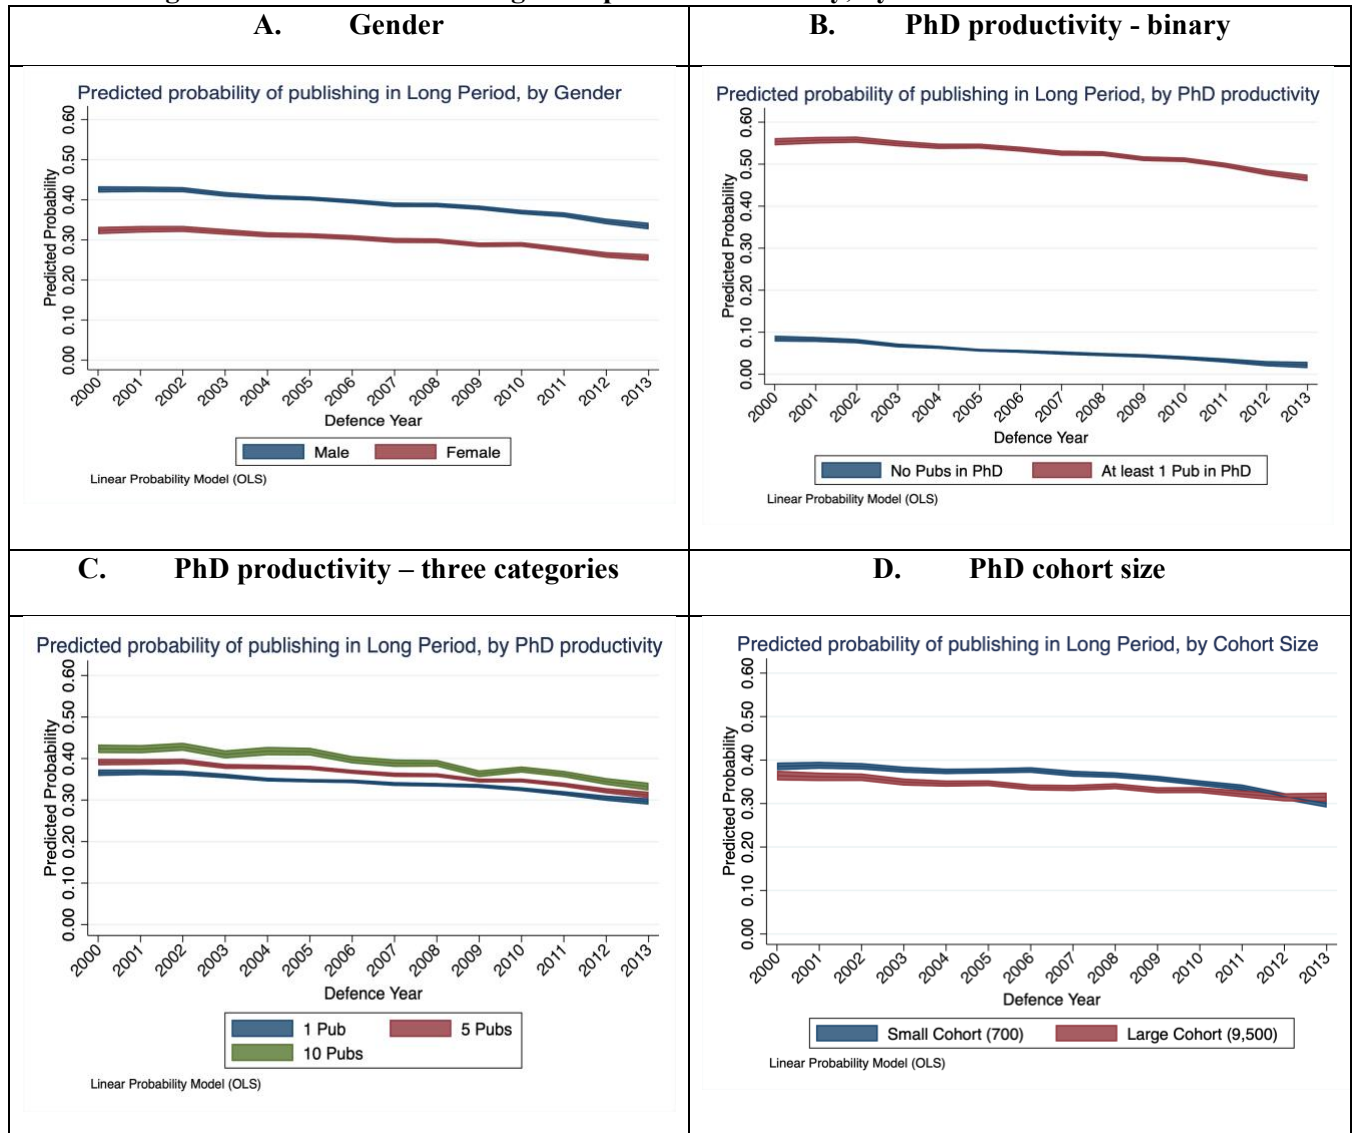 A. Gender
Predicted probability of publishing in Long Period, by Gender
Predicted Probability
0.60
0.50
0.40
0.30
0.20
0.10
0.00
2000 2001 2002 2003 2004 2005 2006 2007 2008 2009 2010 2011 2012 2013
Defence Year
Male Female
Linear Probability Model (OLS)
B. PhD productivity - binary
Predicted probability of publishing in Long Period, by PhD productivity
Predicted Probability
0.60
0.50
0.40
0.30
0.20
0.10
0.00
2000 2001 2002 2003 2004 2005 2006 2007 2008 2009 2010 2011 2012 2013
Defence Year
No Pubs in PhD At least 1 Pub in PhD
Linear Probability Model (OLS)
C. PhD productivity – three categories
Predicted probability of publishing in Long Period, by PhD productivity
Predicted Probability
0.60
0.50
0.40
0.30
0.20
0.10
0.00
2000 2001 2002 2003 2004 2005 2006 2007 2008 2009 2010 2011 2012 2013
Defence Year
1 Pub 5 Pubs
10 Pubs
Linear Probability Model (OLS)
D. PhD cohort size
Predicted probability of publishing in Long Period, by Cohort Size
Predicted Probability
0.60
0.50
0.40
0.30
0.20
0.10
0.00
2000 2001 2002 2003 2004 2005 2006 2007 2008 2009 2010 2011 2012 2013
Defence Year
Small Cohort (700) Large Cohort (9,500)
Linear Probability Model (OLS)